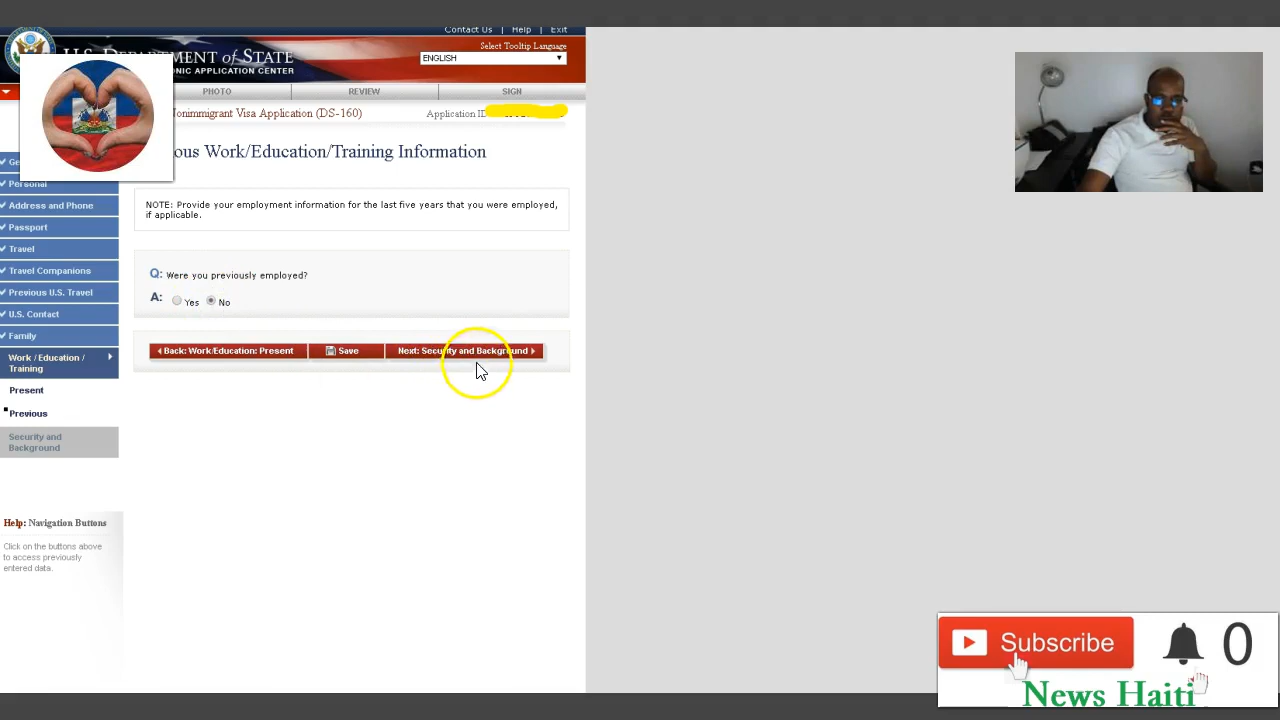 Contact Us | Help | Exit
Select Tooltip Language
ENGLISH
U.S. DEPARTMENT of STATE
ONIC APPLICATION CENTER
PHOTO REVIEW SIGN
Nonimmigrant Visa Application (DS-160)
Application ID
ous Work/Education/Training Information
NOTE: Provide your employment information for the last five years that you were employed,
if applicable.
Q: Were you previously employed?
A: Yes No
Back: Work/Education: Present
Save
Next: Security and Background
Ge
Personal
Address and Phone
Passport
Travel
Travel Companions
Previous U.S. Travel
U.S. Contact
Family
Work / Education /
Training
Present
Previous
Security and
Background
Help: Navigation Buttons
Click on the buttons above
to access previously
entered data.
Subscribe
0
News Haiti